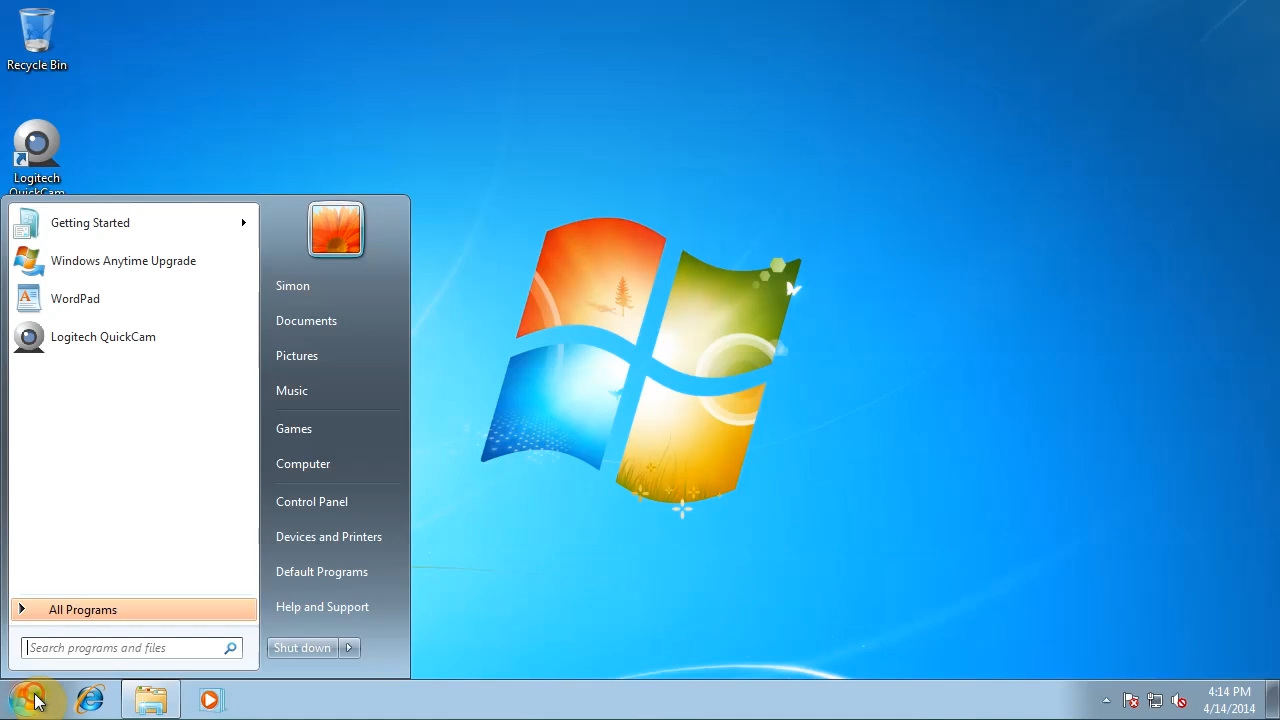 Recycle Bin
Logitech
QuickCam
Getting Started
Windows Anytime Upgrade
WordPad
Logitech QuickCam
All Programs
Search programs and files
Simon
Documents
Pictures
Music
Games
Computer
Control Panel
Devices and Printers
Default Programs
Help and Support
Shut down
4:14 PM
4/14/2014